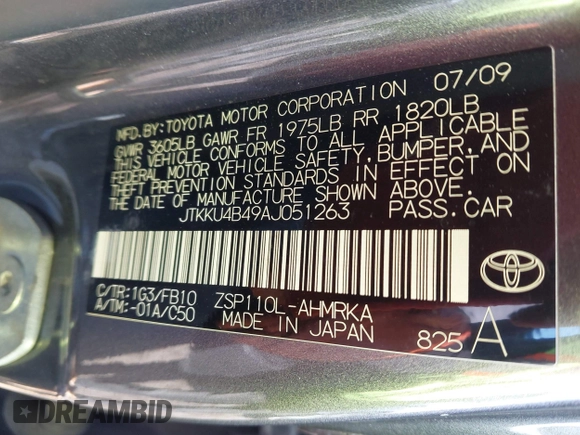 MFD. BY: TOYOTA MOTOR CORPORATION 07/09
GVWR 3605LB GAWR FR 1975LB RR 1820LB
THIS VEHICLE CONFORMS TO ALL APPLICABLE
FEDERAL MOTOR VEHICLE SAFETY, BUMPER, AND
THEFT PREVENTION STANDARDS IN EFFECT ON
THE DATE OF MANUFACTURE SHOWN ABOVE.
JTKKU4B49AJ051263 PASS. CAR
C/TR: 1G3/FB10 ZSP110L-AHMRKA
A/TM: -01A/C50 MADE IN JAPAN 825 A
DREAMBID